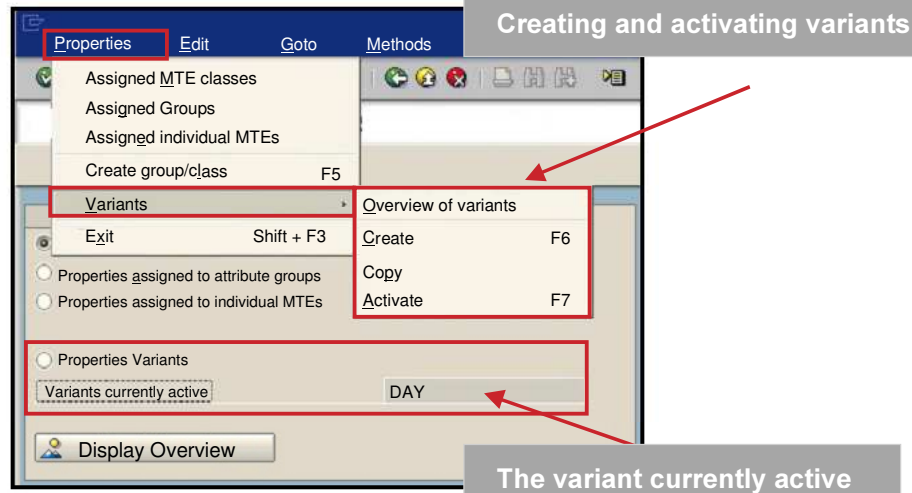 Creating and activating variants
Properties Edit Goto Methods
Assigned MTE classes
Assigned Groups
Assigned individual MTEs
Create group/class F5
Variants
Exit Shift + F3
Overview of variants
Create F6
Copy
Activate F7
Properties assigned to attribute groups
Properties assigned to individual MTEs
Properties Variants
Variants currently active DAY
Display Overview
The variant currently active